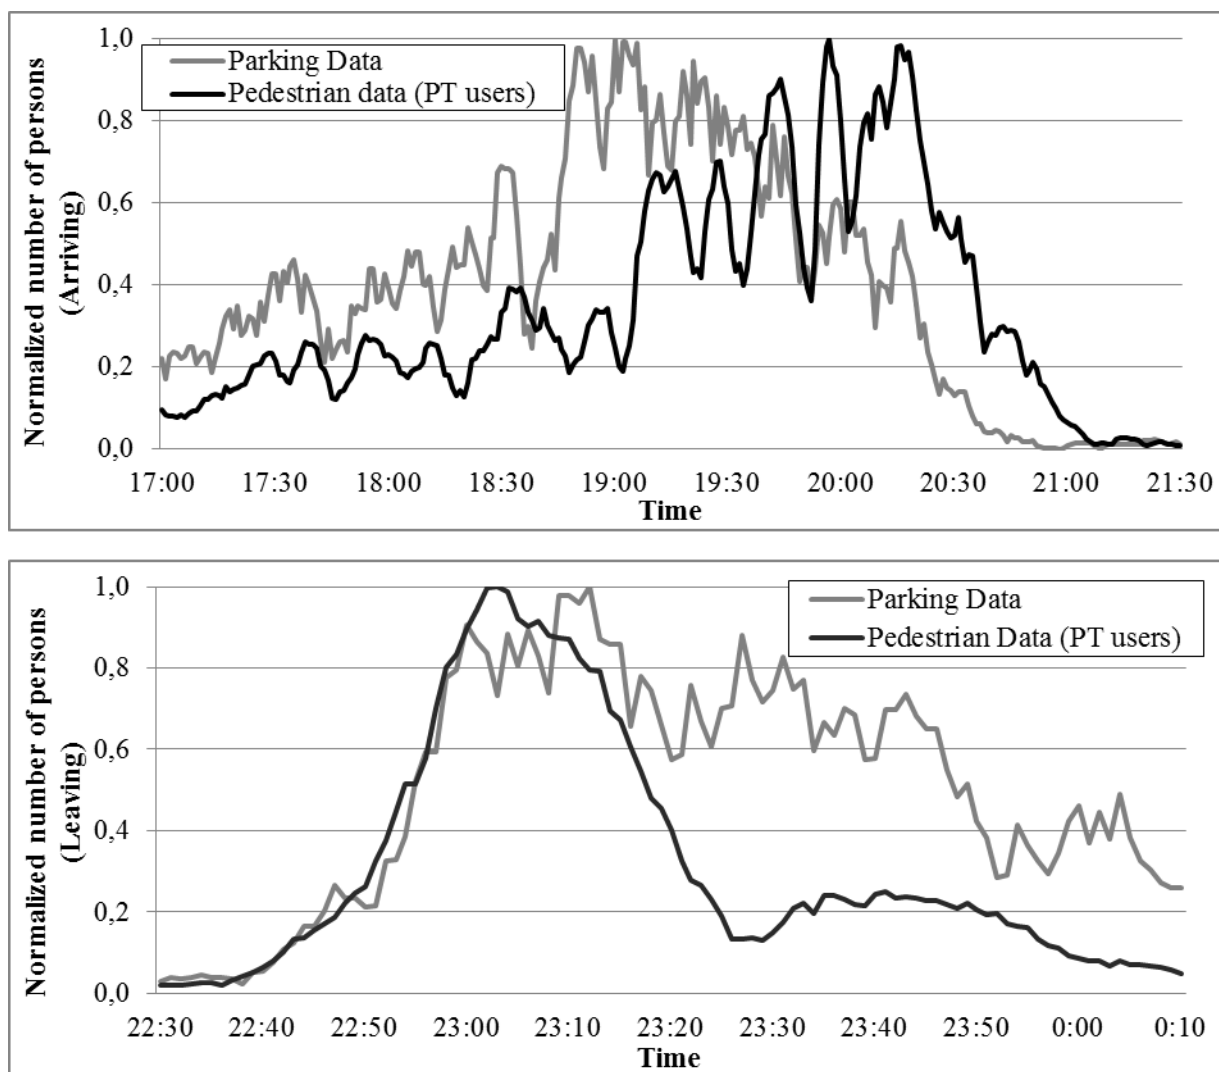 Normalized number of persons
(Arriving)
1,0
0,8
0,6
0,4
0,2
0,0
Parking Data
Pedestrian data (PT users)
17:00 17:30 18:00 18:30 19:00 19:30 20:00 20:30 21:00 21:30
Time
Normalized number of persons
(Leaving)
1,0
0,8
0,6
0,4
0,2
0,0
Parking Data
Pedestrian Data (PT users)
22:30 22:40 22:50 23:00 23:10 23:20 23:30 23:40 23:50 0:00 0:10
Time